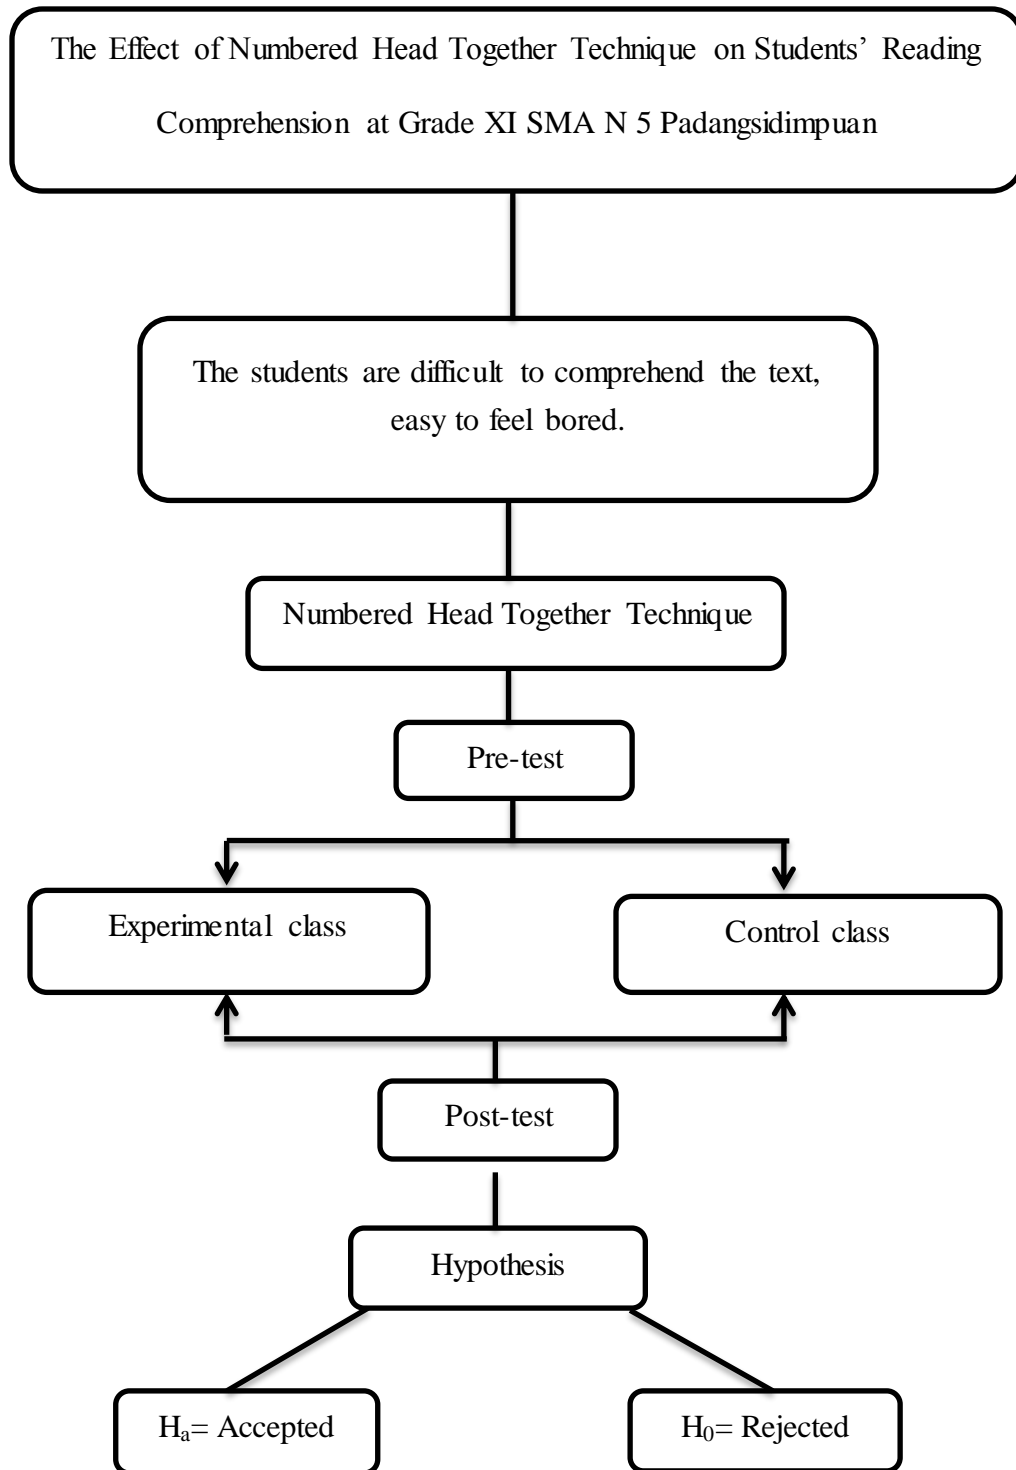 The Effect of Numbered Head Together Technique on Students’ Reading
Comprehension at Grade XI SMA N 5 Padangsidimpuan
The students are difficult to comprehend the text,
easy to feel bored.
Numbered Head Together Technique
Pre-test
Experimental class
Control class
Post-test
Hypothesis
Hₐ= Accepted
H₀= Rejected